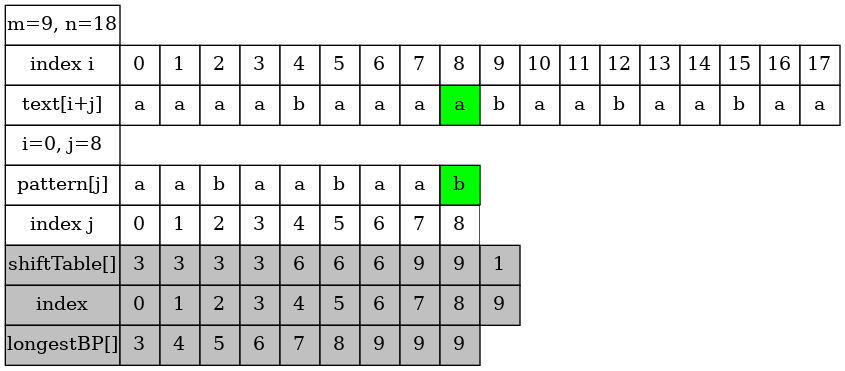 m=9, n=18
index i 0 1 2 3 4 5 6 7 8 9 10 11 12 13 14 15 16 17
text[i+j] a a a a b a a a a b a a b a a b a a
i=0, j=8
pattern[j] a a b a a b a a b
index j 0 1 2 3 4 5 6 7 8
shiftTable[] 3 3 3 3 6 6 6 9 9 1
index 0 1 2 3 4 5 6 7 8 9
longestBP[] 3 4 5 6 7 8 9 9 9